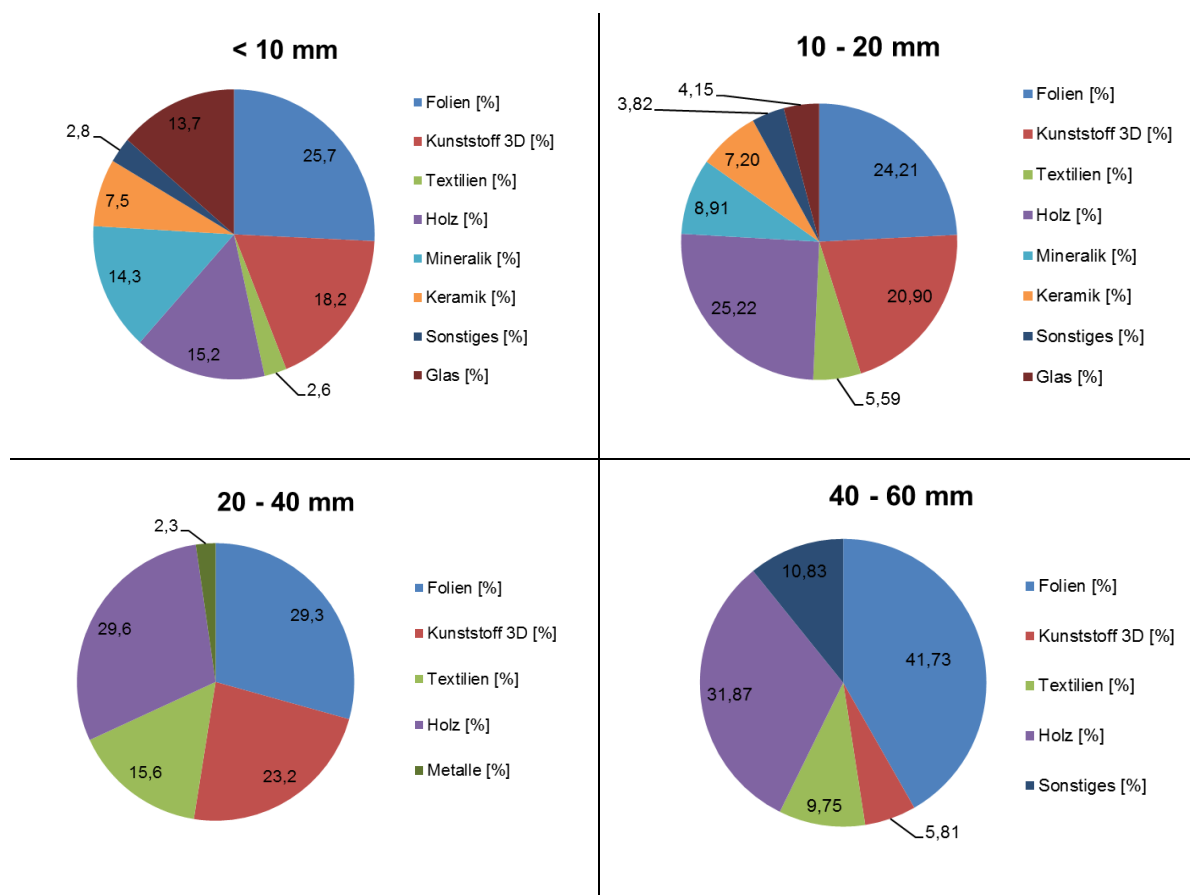 < 10 mm
25,7
18,2
2,6
15,2
14,3
7,5
2,8
13,7
Folien [%]
Kunststoff 3D [%]
Textilien [%]
Holz [%]
Mineralik [%]
Keramik [%]
Sonstiges [%]
Glas [%]
10 - 20 mm
24,21
20,90
5,59
25,22
8,91
7,20
3,82
4,15
Folien [%]
Kunststoff 3D [%]
Textilien [%]
Holz [%]
Mineralik [%]
Keramik [%]
Sonstiges [%]
Glas [%]
20 - 40 mm
29,3
23,2
15,6
29,6
2,3
Folien [%]
Kunststoff 3D [%]
Textilien [%]
Holz [%]
Metalle [%]
40 - 60 mm
41,73
5,81
9,75
31,87
10,83
Folien [%]
Kunststoff 3D [%]
Textilien [%]
Holz [%]
Sonstiges [%]